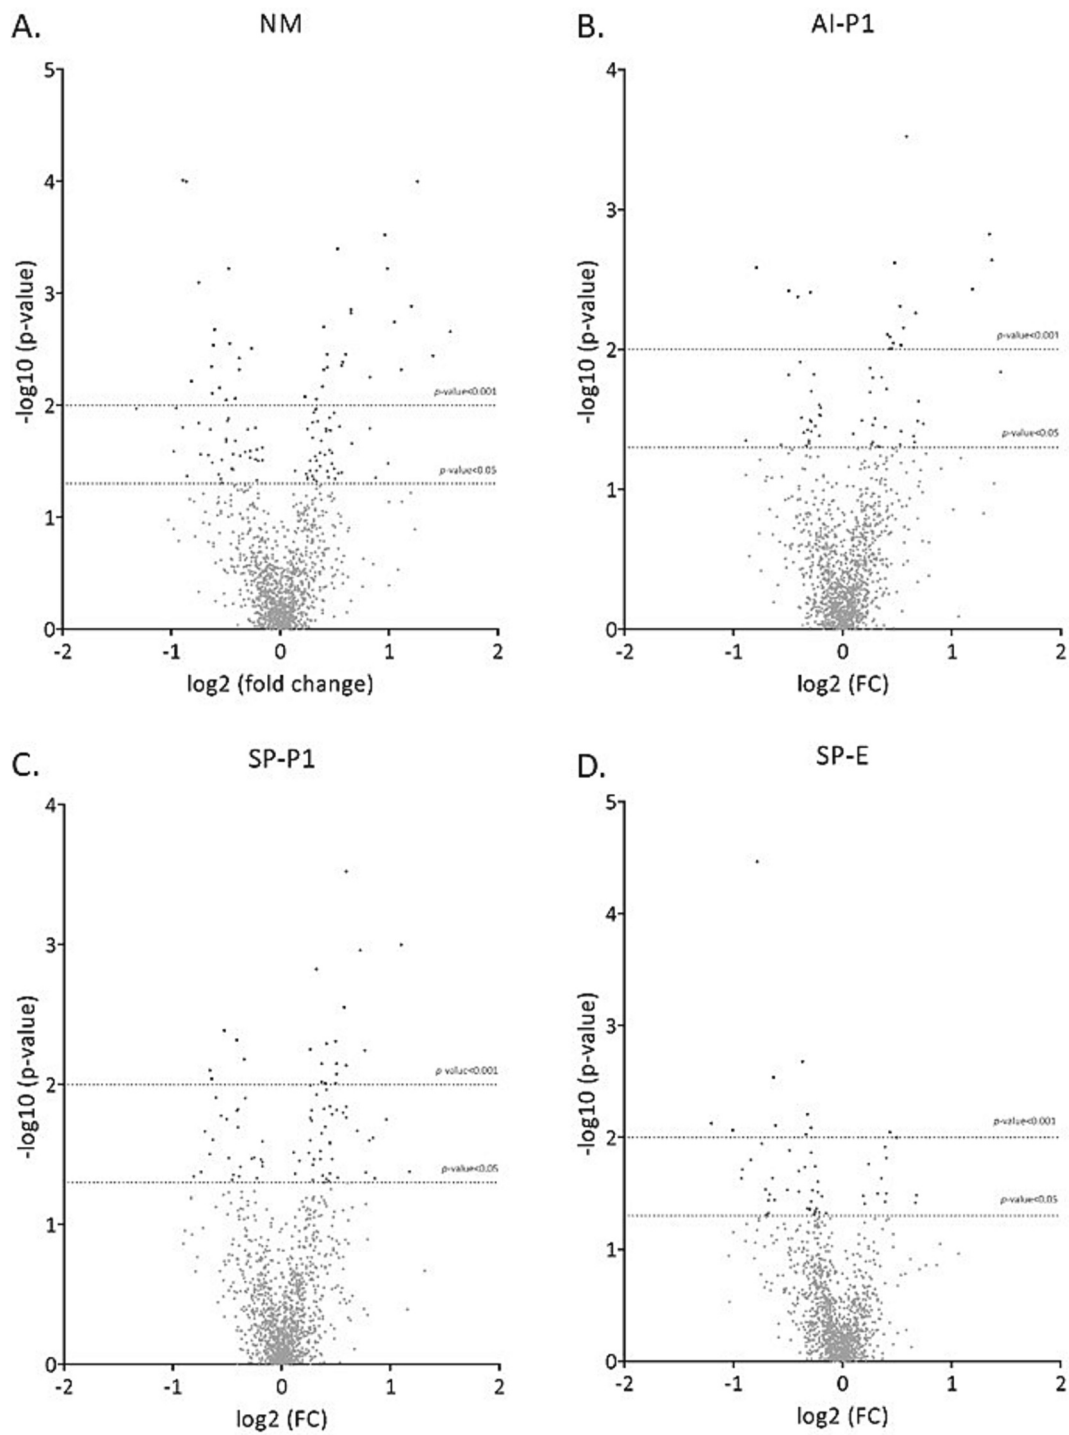 A.
NM
5
4
3
2
1
0
-log10 (p-value)
p-value<0.001
p-value<0.05
-2
-1
0
1
2
log2 (fold change)
B.
AI-P1
4
3
2
1
0
-log10 (p-value)
p-value<0.001
p-value<0.05
-2
-1
0
1
2
log2 (FC)
C.
SP-P1
4
3
2
1
0
-log10 (p-value)
p-value<0.001
p-value<0.05
-2
-1
0
1
2
log2 (FC)
D.
SP-E
5
4
3
2
1
0
-log10 (p-value)
p-value<0.001
p-value<0.05
-2
-1
0
1
2
log2 (FC)